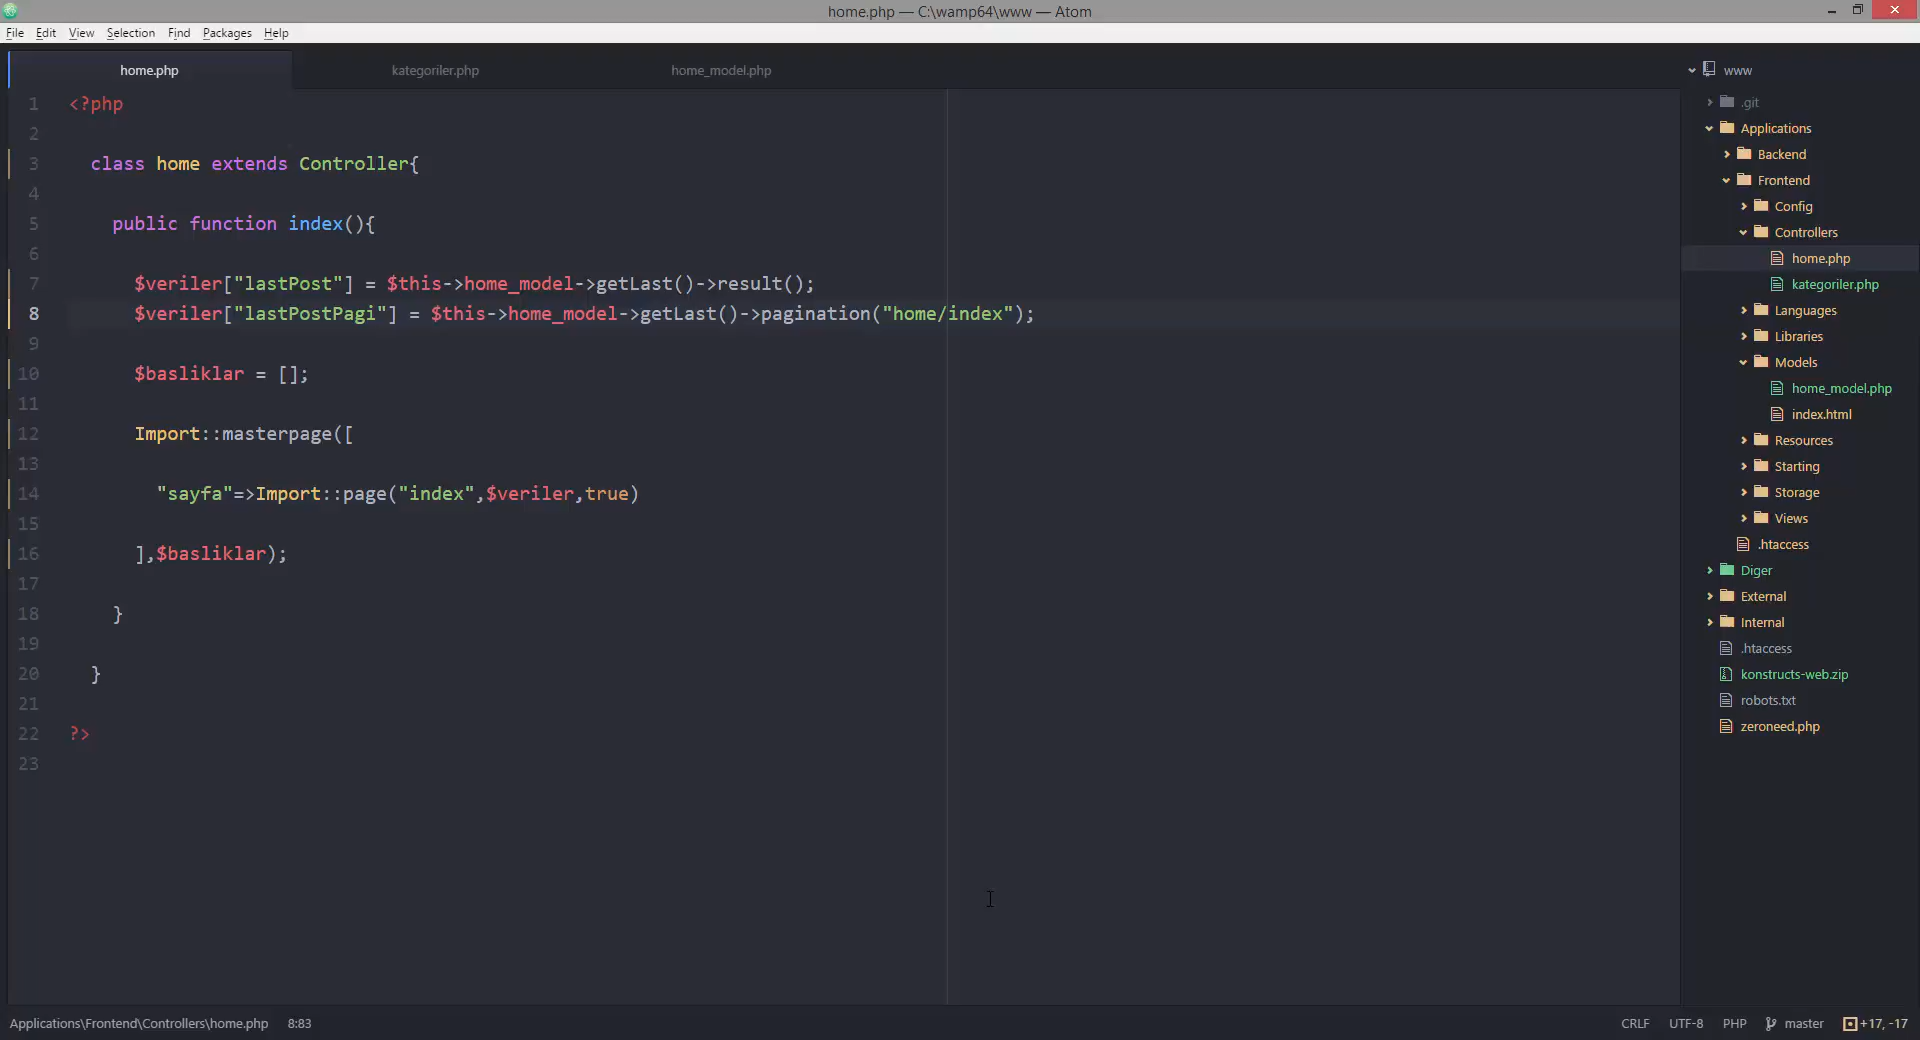 home.php — C:\wamp64\www — Atom
File Edit View Selection Find Packages Help
home.php kategoriler.php home_model.php
1 <?php
2
3 class home extends Controller{
4
5 public function index(){
6
7 $veriler["lastPost"] = $this->home_model->getLast()->result();
8 $veriler["lastPostPagi"] = $this->home_model->getLast()->pagination("home/index");
9
10 $basliklar = [];
11
12 Import::masterpage([
13
14 "sayfa"=>Import::page("index",$veriler,true)
15
16 ],$basliklar);
17
18 }
19
20 }
21
22 ?>
23
www
.git
Applications
Backend
Frontend
Config
Controllers
home.php
kategoriler.php
Languages
Libraries
Models
home_model.php
index.html
Resources
Starting
Storage
Views
.htaccess
Diger
External
Internal
.htaccess
konstructs-web.zip
robots.txt
zeroneed.php
Applications\Frontend\Controllers\home.php 8:83 CRLF UTF-8 PHP master +17, -17